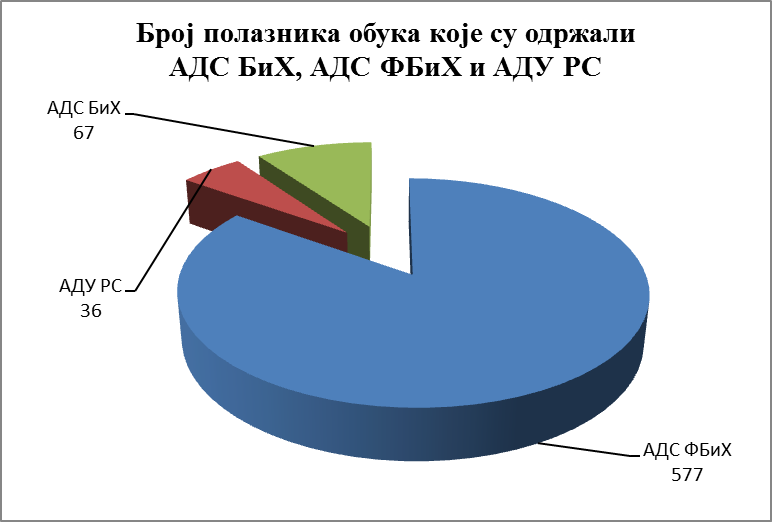 Број полазника обука које су одржали
АДС БиХ, АДС ФБиХ и АДУ РС
АДС БиХ
67
АДУ РС
36
АДС ФБиХ
577